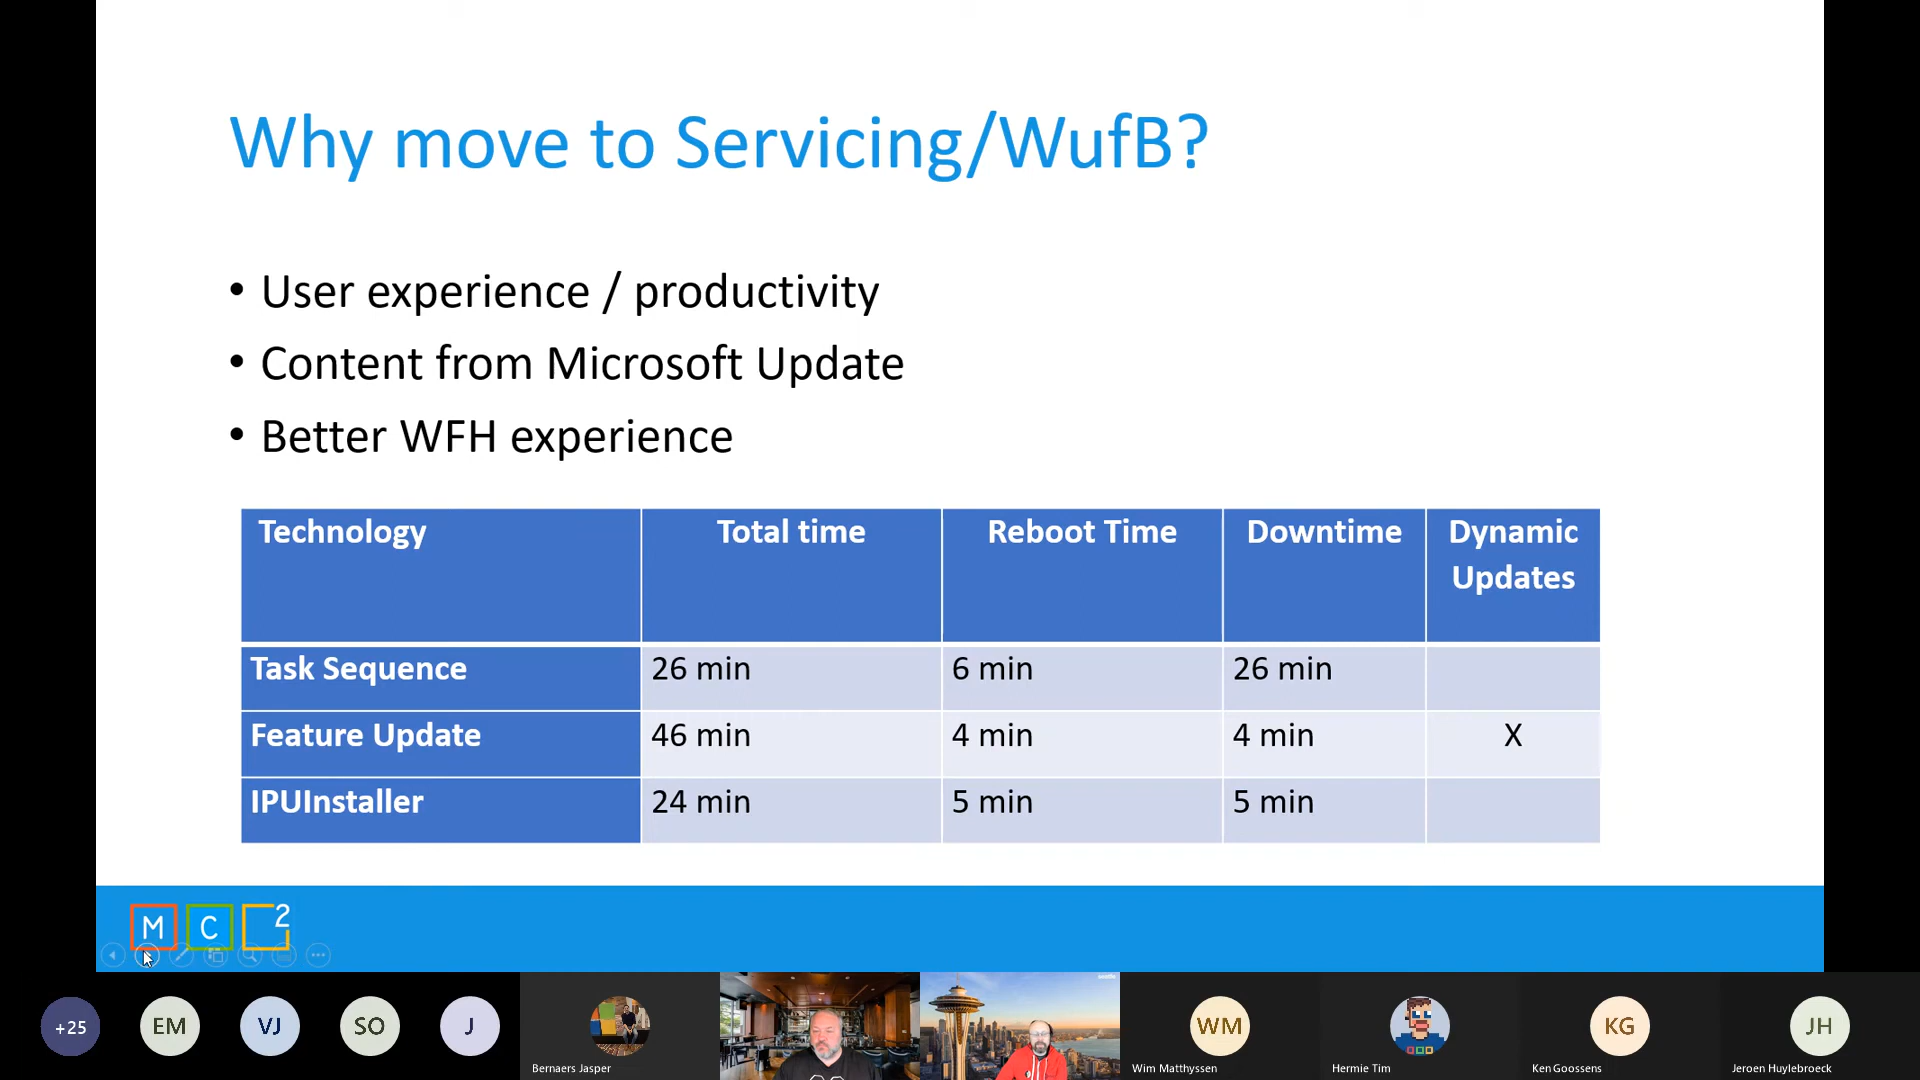 Why move to Servicing/WufB?
• User experience / productivity
• Content from Microsoft Update
• Better WFH experience
Technology Total time Reboot Time Downtime Dynamic Updates
Task Sequence 26 min 6 min 26 min
Feature Update 46 min 4 min 4 min X
IPUInstaller 24 min 5 min 5 min
M C 2
+25 EM VJ SO J WM KG JH
Bernaers Jasper Wim Matthyssen Hermie Tim Ken Goossens Jeroen Huylebroeck